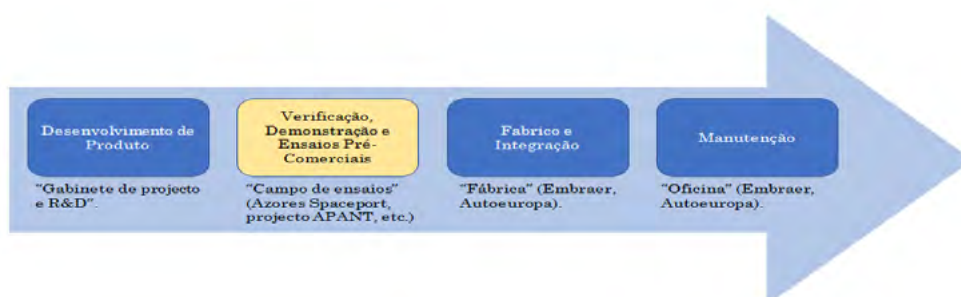 Desenvolvimento de
Produto
"Gabinete de projecto
e R&D".
Verificação,
Demonstração e
Ensaios Pré-
Comerciais
"Campo de ensaios"
(Azores Spaceport,
projecto APANT, etc.)
Fabrico e
Integração
"Fábrica" (Embraer,
Autoeuropa).
Manutenção
"Oficina" (Embraer,
Autoeuropa).